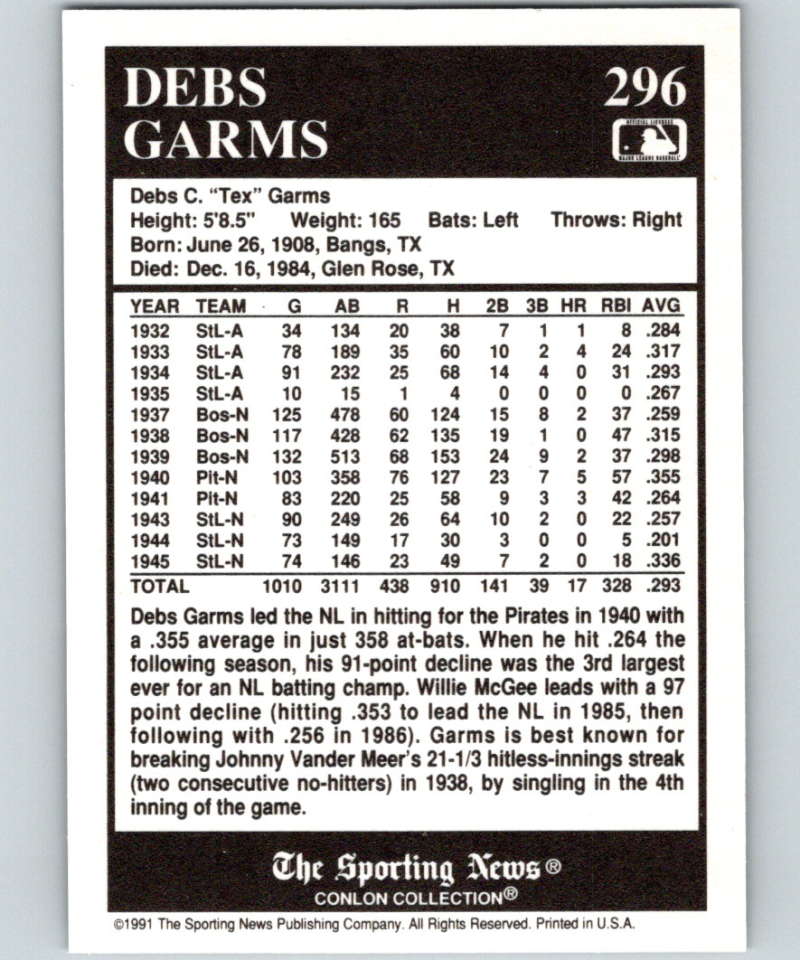 DEBS 296
GARMS
OFFICIAL LICENSEE
MAJOR LEAGUE BASEBALL
Debs C. “Tex” Garms
Height: 5'8.5" Weight: 165 Bats: Left Throws: Right
Born: June 26, 1908, Bangs, TX
Died: Dec. 16, 1984, Glen Rose, TX
YEAR TEAM G AB R H 2B 3B HR RBI AVG
1932 StL-A 34 134 20 38 7 1 1 8 .284
1933 StL-A 78 189 35 60 10 2 4 24 .317
1934 StL-A 91 232 25 68 14 4 0 31 .293
1935 StL-A 10 15 1 4 0 0 0 0 .267
1937 Bos-N 125 478 60 124 15 8 2 37 .259
1938 Bos-N 117 428 62 135 19 1 0 47 .315
1939 Bos-N 132 513 68 153 24 9 2 37 .298
1940 Pit-N 103 358 76 127 23 7 5 57 .355
1941 Pit-N 83 220 25 58 9 3 3 42 .264
1943 StL-N 90 249 26 64 10 2 0 22 .257
1944 StL-N 73 149 17 30 3 0 0 5 .201
1945 StL-N 74 146 23 49 7 2 0 18 .336
TOTAL 1010 3111 438 910 141 39 17 328 .293
Debs Garms led the NL in hitting for the Pirates in 1940 with
a .355 average in just 358 at-bats. When he hit .264 the
following season, his 91-point decline was the 3rd largest
ever for an NL batting champ. Willie McGee leads with a 97
point decline (hitting .353 to lead the NL in 1985, then
following with .256 in 1986). Garms is best known for
breaking Johnny Vander Meer's 21-1/3 hitless-innings streak
(two consecutive no-hitters) in 1938, by singling in the 4th
inning of the game.
The Sporting News®
CONLON COLLECTION®
©1991 The Sporting News Publishing Company. All Rights Reserved. Printed in U.S.A.